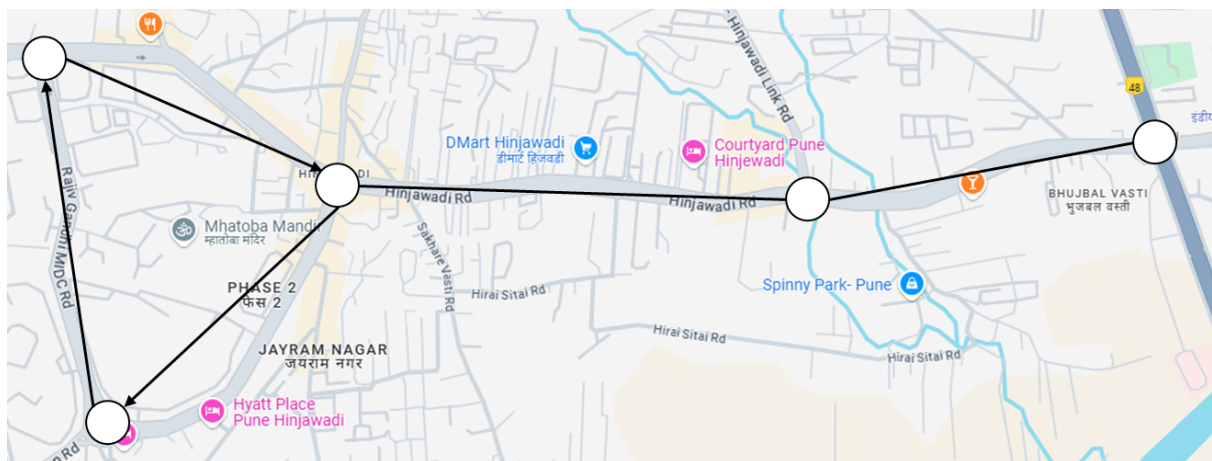 48
इंडीय
Hinjawadi Link Rd
DMart Hinjawadi
डीमार्ट हिंजवडी
Courtyard Pune
Hinjewadi
Hinjawadi Rd
Hinjawadi Rd
BHUJBAL VASTI
भुजबल वस्ती
Rajiv Gandhi MIDC Rd
Mhatoba Mandir
म्हातोबा मंदिर
Sakhare Vasti Rd
PHASE 2
फेस 2
Hirai Sitai Rd
Spinny Park- Pune
Hirai Sitai Rd
Hirai Sitai Rd
JAYRAM NAGAR
जयराम नगर
Hyatt Place
Pune Hinjawadi
Rd